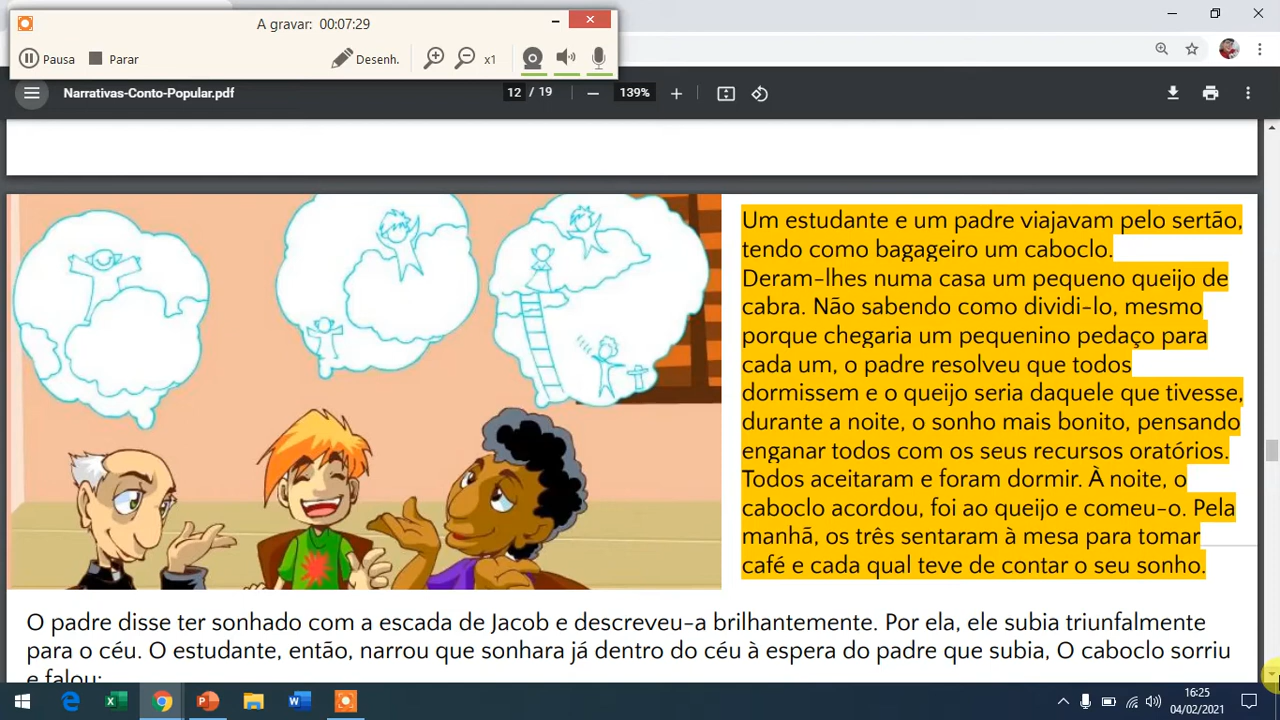 A gravar: 00:07:29
Pausa Parar Desenh. x1
Narrativas-Conto-Popular.pdf 12 / 19 139%
Um estudante e um padre viajavam pelo sertão,
tendo como bagageiro um caboclo.
Deram-lhes numa casa um pequeno queijo de
cabra. Não sabendo como dividi-lo, mesmo
porque chegaria um pequenino pedaço para
cada um, o padre resolveu que todos
dormissem e o queijo seria daquele que tivesse,
durante a noite, o sonho mais bonito, pensando
enganar todos com os seus recursos oratórios.
Todos aceitaram e foram dormir. À noite, o
caboclo acordou, foi ao queijo e comeu-o. Pela
manhã, os três sentaram à mesa para tomar
café e cada qual teve de contar o seu sonho.
O padre disse ter sonhado com a escada de Jacob e descreveu-a brilhantemente. Por ela, ele subia triunfalmente
para o céu. O estudante, então, narrou que sonhara já dentro do céu à espera do padre que subia, O caboclo sorriu
e falou:
16:25
04/02/2021